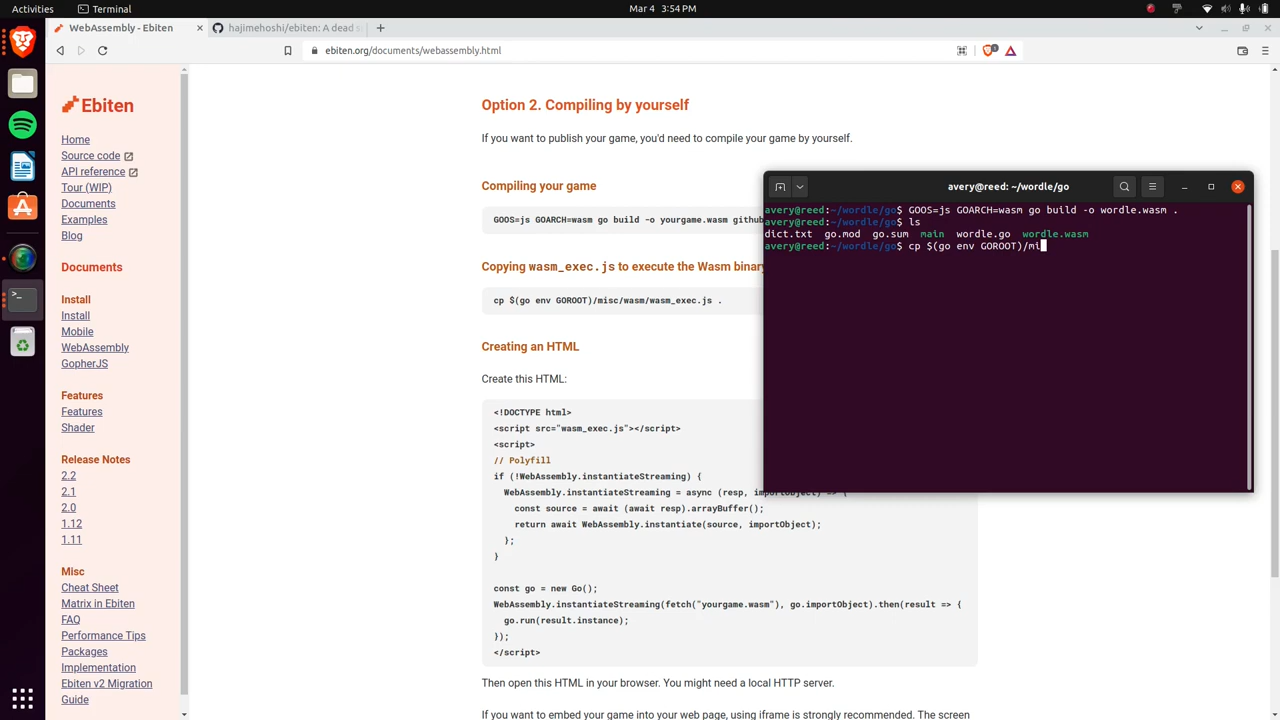 Activities
Terminal
Mar 4 3:54 PM
WebAssembly - Ebiten
hajimehoshi/ebiten: A dead s
ebiten.org/documents/webassembly.html
Ebiten
Home
Source code
API reference
Tour (WIP)
Documents
Examples
Blog
Documents
Install
Install
Mobile
WebAssembly
GopherJS
Features
Features
Shader
Release Notes
2.2
2.1
2.0
1.12
1.11
Misc
Cheat Sheet
Matrix in Ebiten
FAQ
Performance Tips
Packages
Implementation
Ebiten v2 Migration
Guide
Option 2. Compiling by yourself
If you want to publish your game, you'd need to compile your game by yourself.
Compiling your game
GOOS=js GOARCH=wasm go build -o yourgame.wasm github
Copying wasm_exec.js to execute the Wasm binary
cp $(go env GOROOT)/misc/wasm/wasm_exec.js .
Creating an HTML
Create this HTML:
<!DOCTYPE html>
<script src="wasm_exec.js"></script>
<script>
// Polyfill
if (!WebAssembly.instantiateStreaming) {
  WebAssembly.instantiateStreaming = async (resp, importObject) => {
    const source = await (await resp).arrayBuffer();
    return await WebAssembly.instantiate(source, importObject);
  };
}
const go = new Go();
WebAssembly.instantiateStreaming(fetch("yourgame.wasm"), go.importObject).then(result => {
  go.run(result.instance);
});
</script>
Then open this HTML in your browser. You might need a local HTTP server.
If you want to embed your game into your web page, using iframe is strongly recommended. The screen
avery@reed: ~/wordle/go
avery@reed:~/wordle/go$ GOOS=js GOARCH=wasm go build -o wordle.wasm .
avery@reed:~/wordle/go$ ls
dict.txt go.mod go.sum main wordle.go wordle.wasm
avery@reed:~/wordle/go$ cp $(go env GOROOT)/mi